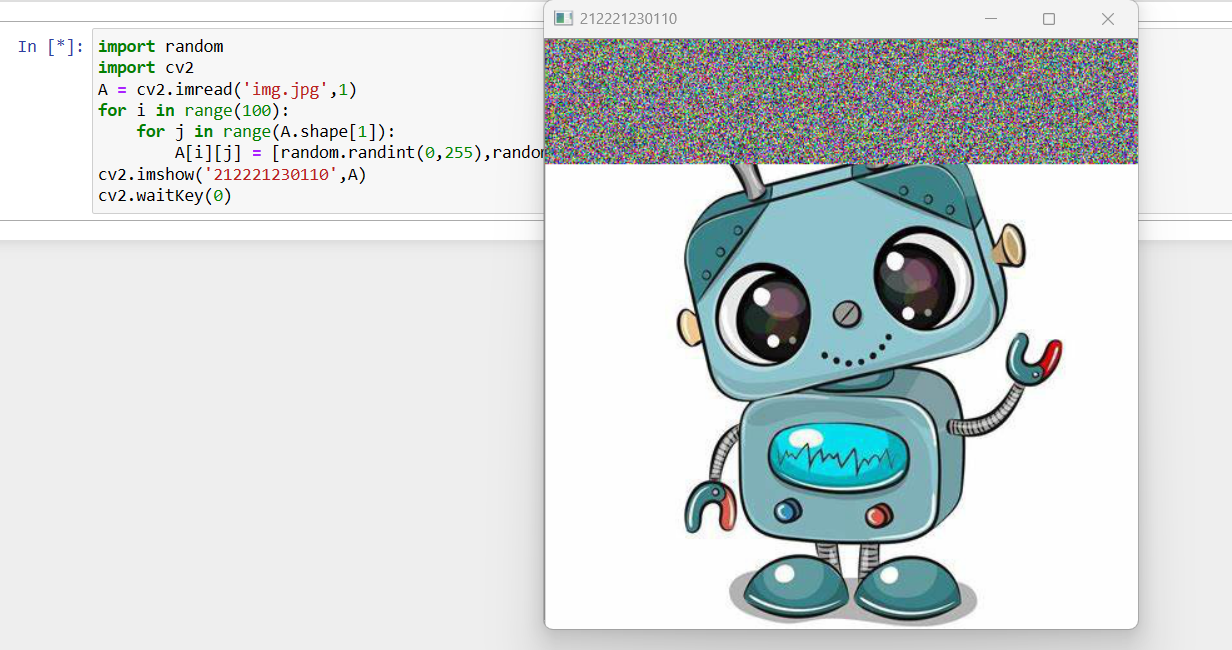 In [*]:
import random
import cv2
A = cv2.imread('img.jpg',1)
for i in range(100):
    for j in range(A.shape[1]):
        A[i][j] = [random.randint(0,255),
cv2.imshow('212221230110',A)
cv2.waitKey(0)
212221230110